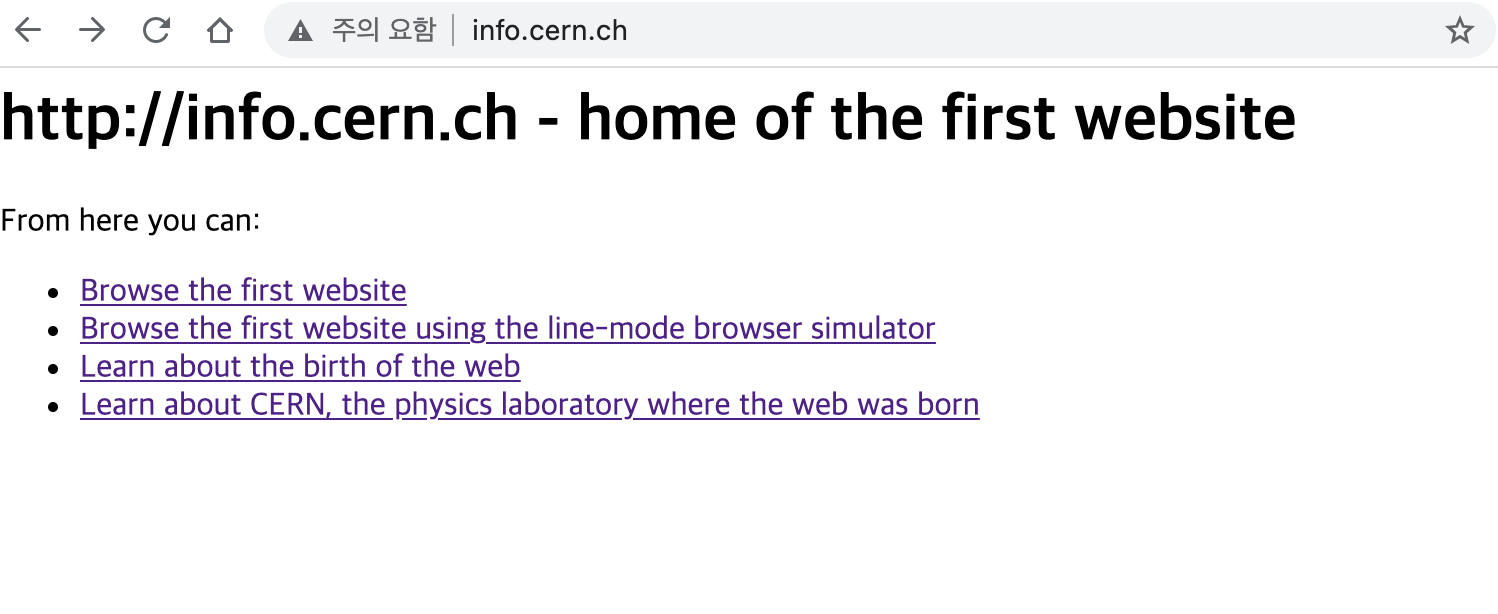 주의 요함 info.cern.ch
http://info.cern.ch - home of the first website
From here you can:
Browse the first website
Browse the first website using the line-mode browser simulator
Learn about the birth of the web
Learn about CERN, the physics laboratory where the web was born